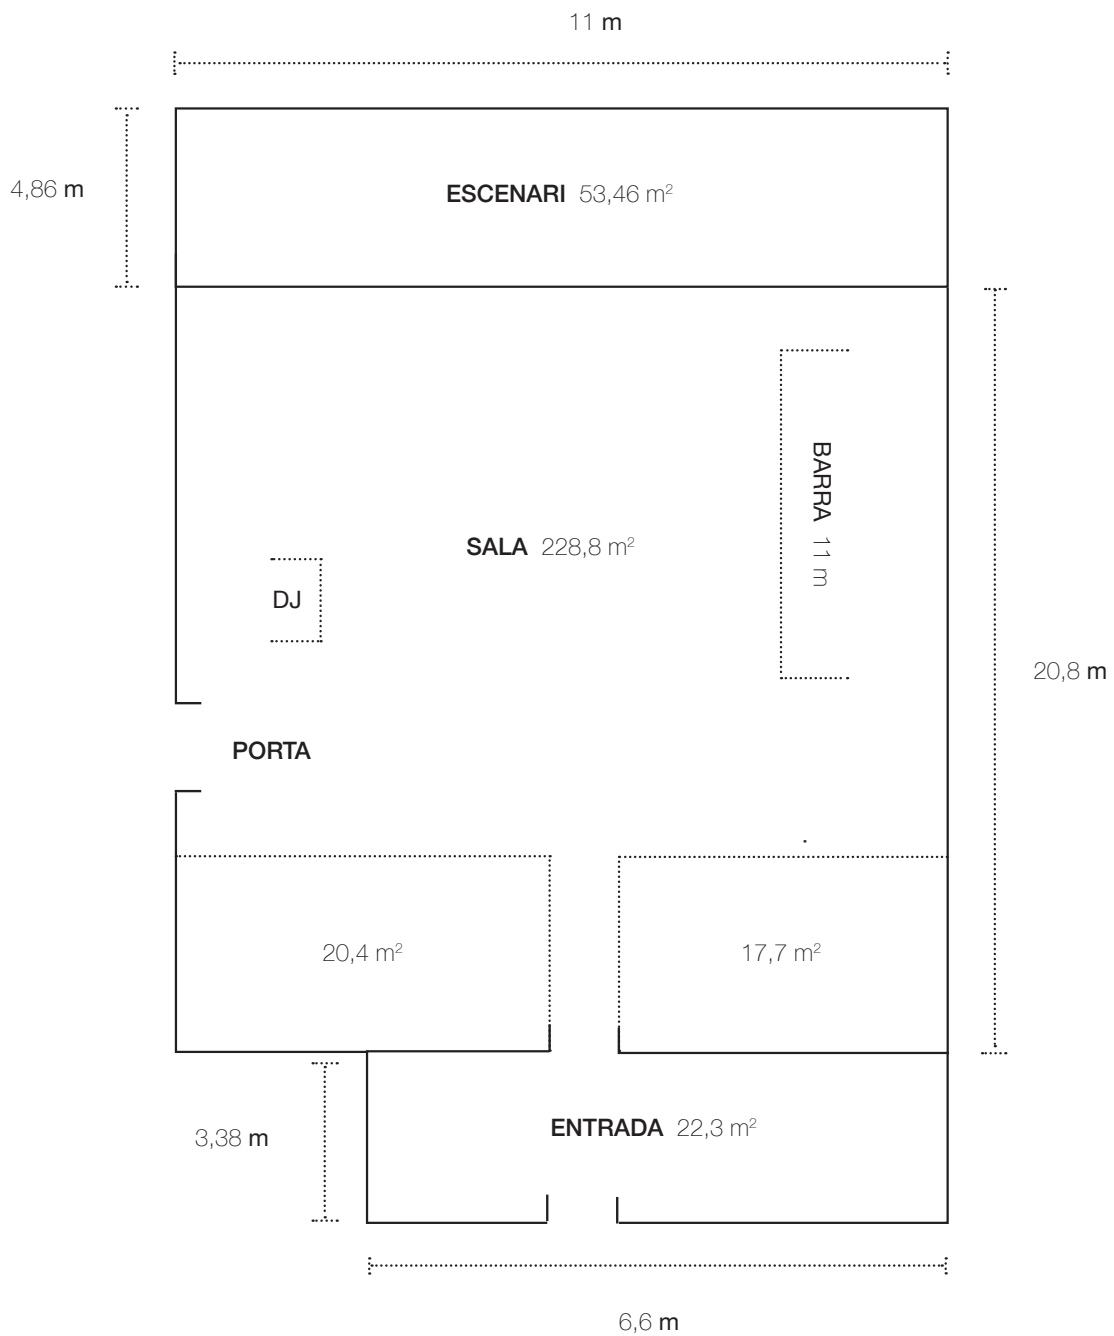 11 m
4,86 m
ESCENARI 53,46 m²
BARRA 11 m
SALA 228,8 m²
DJ
20,8 m
PORTA
20,4 m²
17,7 m²
3,38 m
ENTRADA 22,3 m²
6,6 m